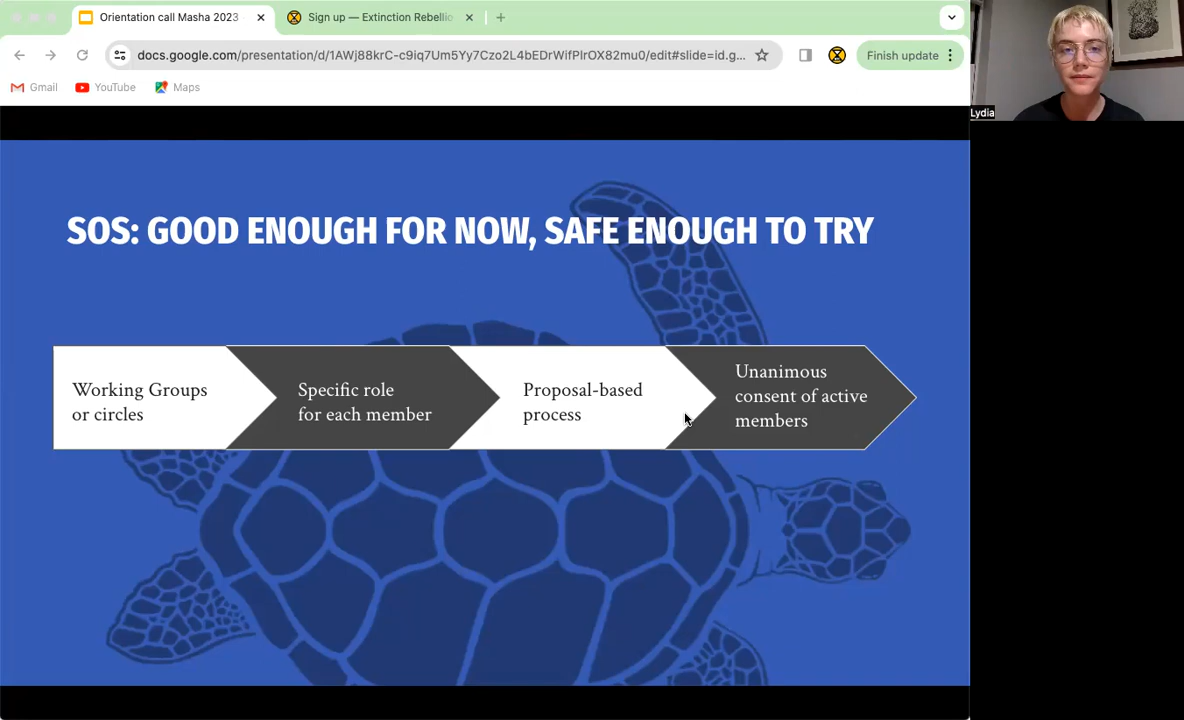 Orientation call Masha 2023
Sign up — Extinction Rebellio
docs.google.com/presentation/d/1AWj88krC-c9iq7Um5Yy7Czo2L4bEDrWifPlrOX82mu0/edit#slide=id.g...
Finish update
Gmail
YouTube
Maps
Lydia
SOS: GOOD ENOUGH FOR NOW, SAFE ENOUGH TO TRY
Working Groups
or circles
Specific role
for each member
Proposal-based
process
Unanimous
consent of active
members